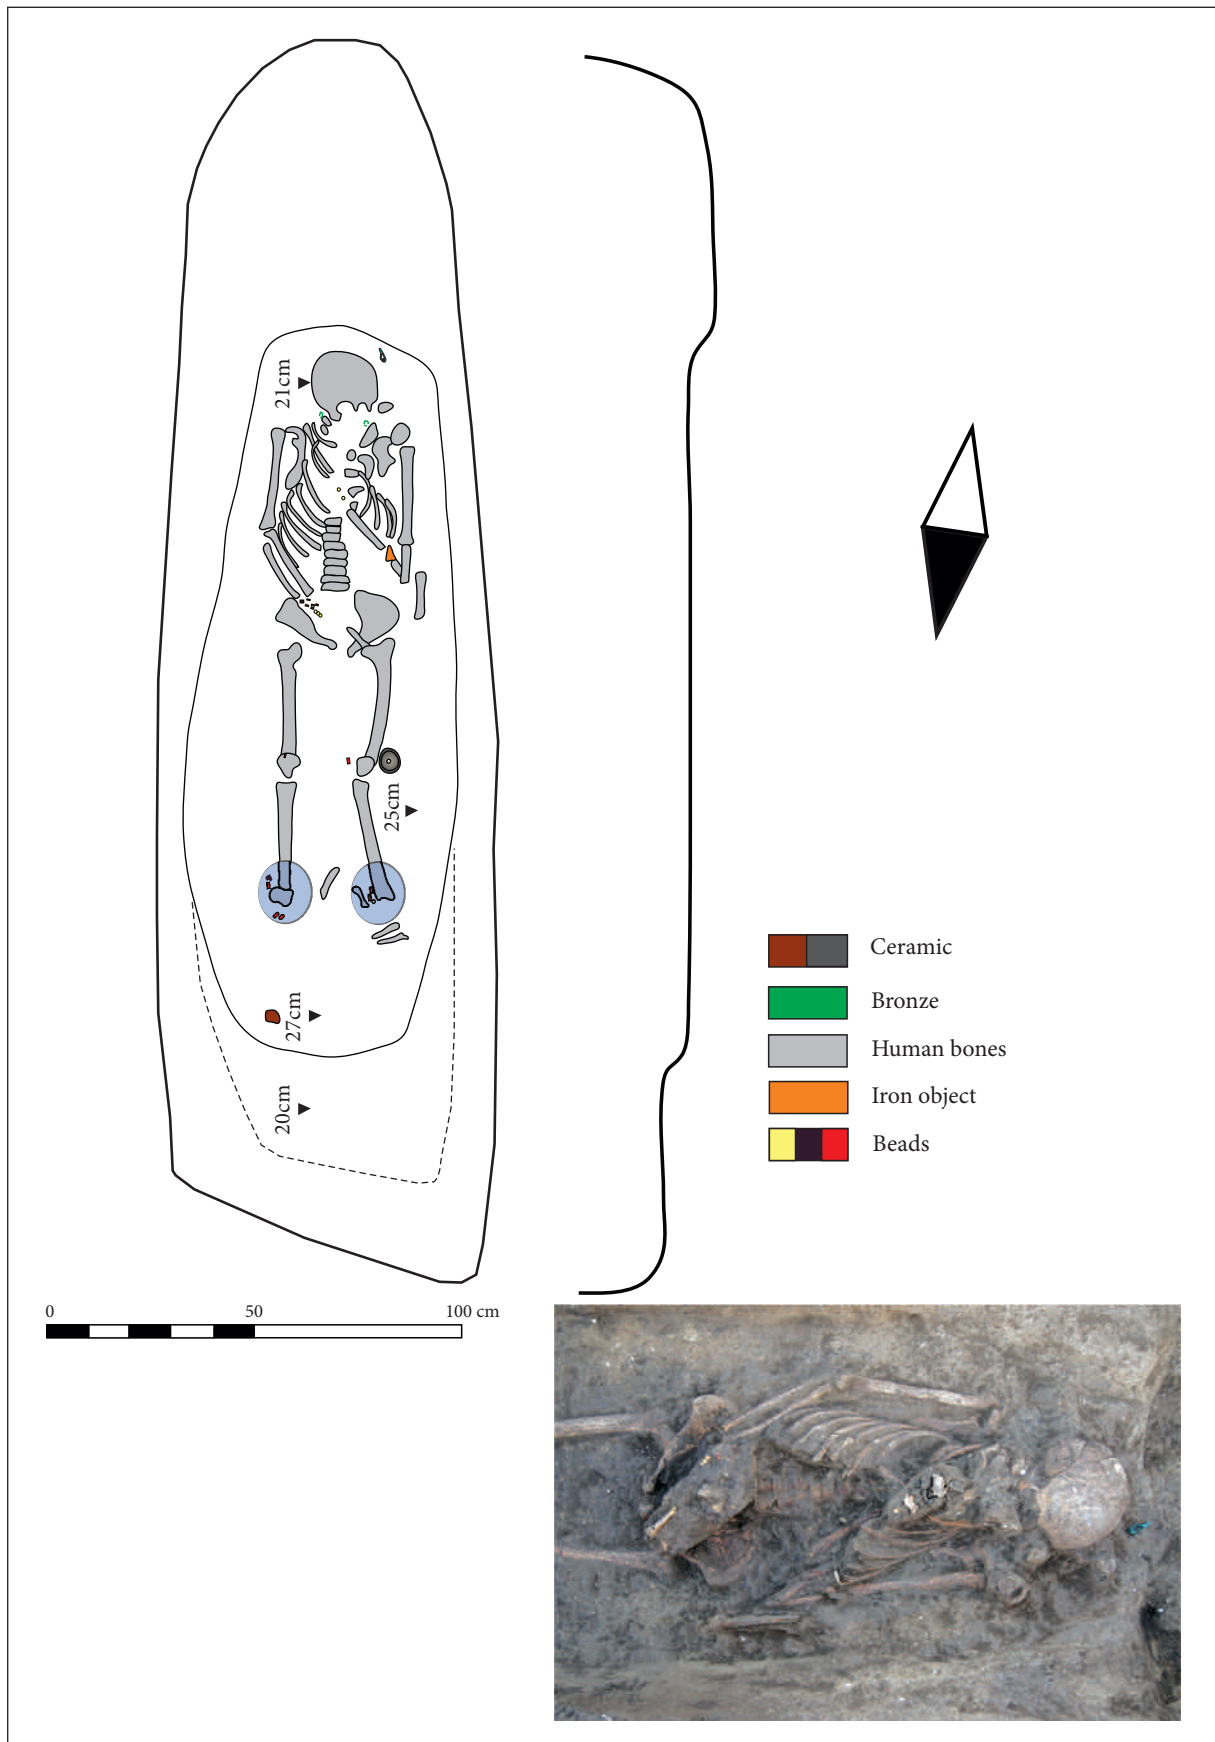 21cm
25cm
27cm
20cm
0 50 100 cm
Ceramic
Bronze
Human bones
Iron object
Beads